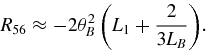 R_{56} \approx -2\theta_B^2 \left( L_1 + \frac{2}{3L_B} \right).